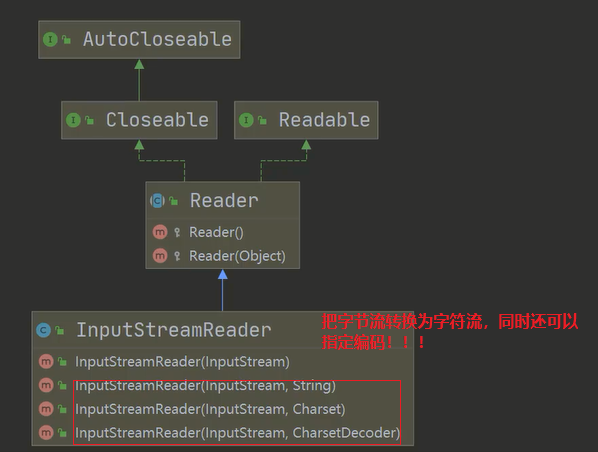 AutoCloseable
Closeable
Readable
Reader
Reader()
Reader(Object)
InputStreamReader
把字节流转换为字符流，同时还可以
指定编码！！！
InputStreamReader(InputStream)
InputStreamReader(InputStream, String)
InputStreamReader(InputStream, Charset)
InputStreamReader(InputStream, CharsetDecoder)